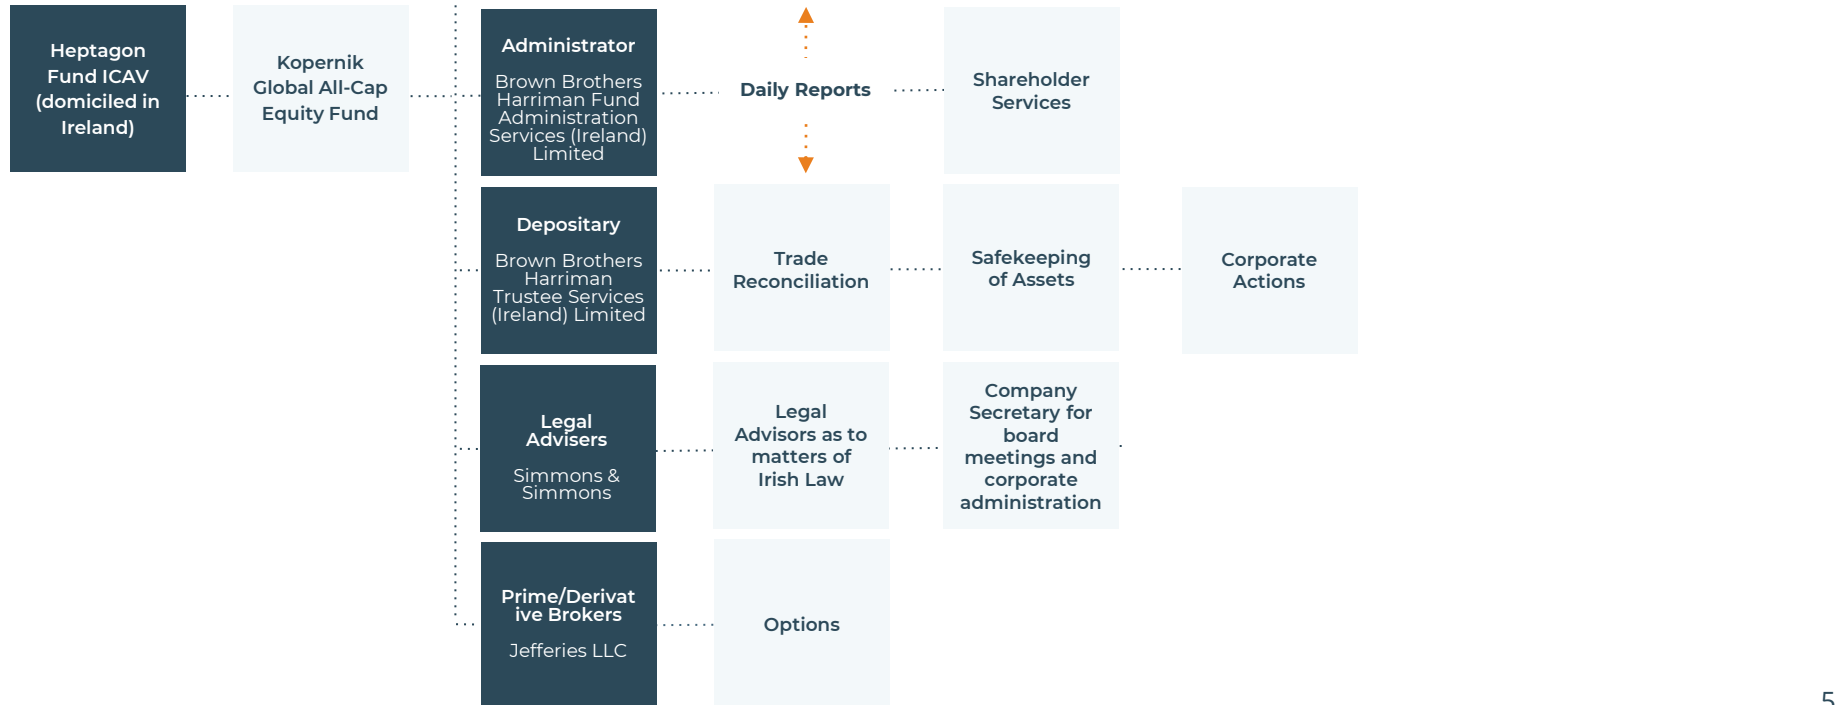 Heptagon
Fund ICAV
(domiciled in
Ireland)
Kopernik
Global All-Cap
Equity Fund
Administrator
Brown Brothers
Harriman Fund
Administration
Services (Ireland)
Limited
Daily Reports
Shareholder
Services
Depositary
Brown Brothers
Harriman
Trustee Services
(Ireland) Limited
Trade
Reconciliation
Safekeeping
of Assets
Corporate
Actions
Legal
Advisers
Simmons &
Simmons
Legal
Advisors as to
matters of
Irish Law
Company
Secretary for
board
meetings and
corporate
administration
Prime/Derivat
ive Brokers
Jefferies LLC
Options
5